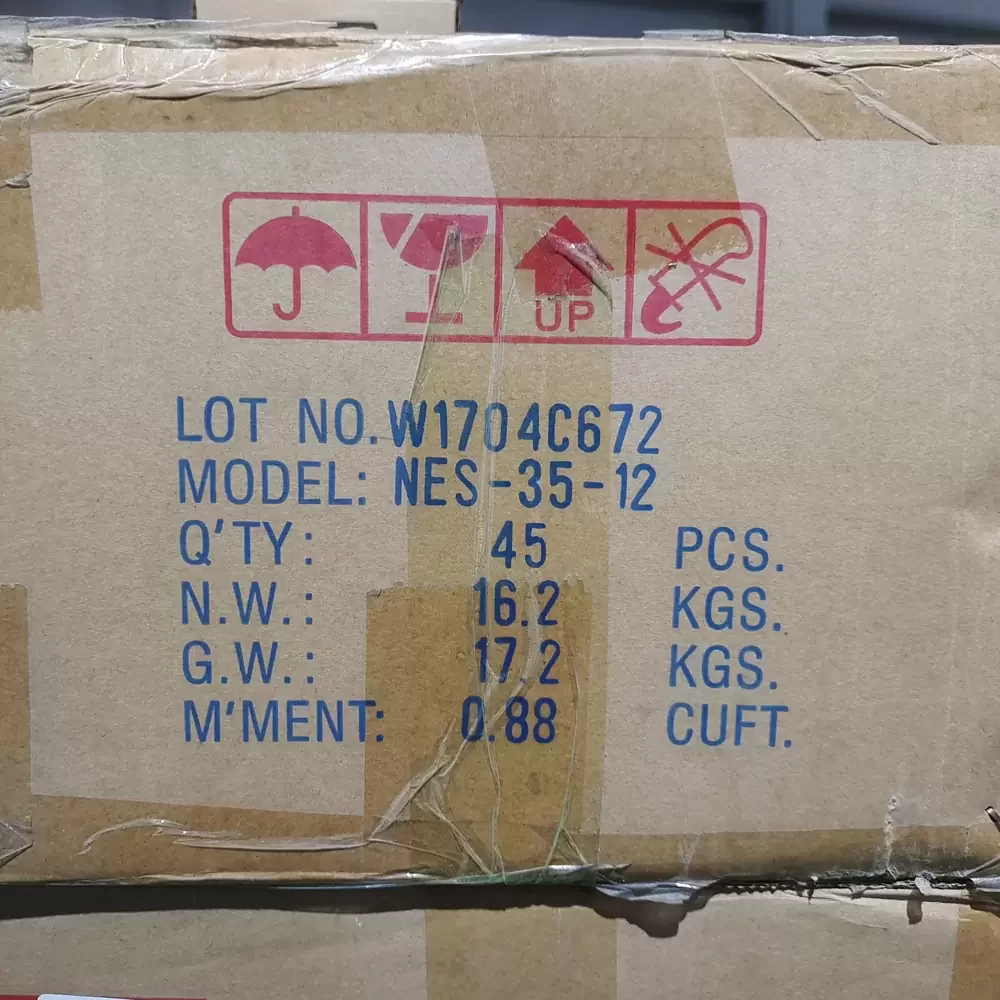 UP
LOT NO. W1704C672
MODEL: NES-35-12
Q'TY: 45 PCS.
N.W.: 16.2 KGS.
G.W.: 17.2 KGS.
M'MENT: 0.88 CUFT.